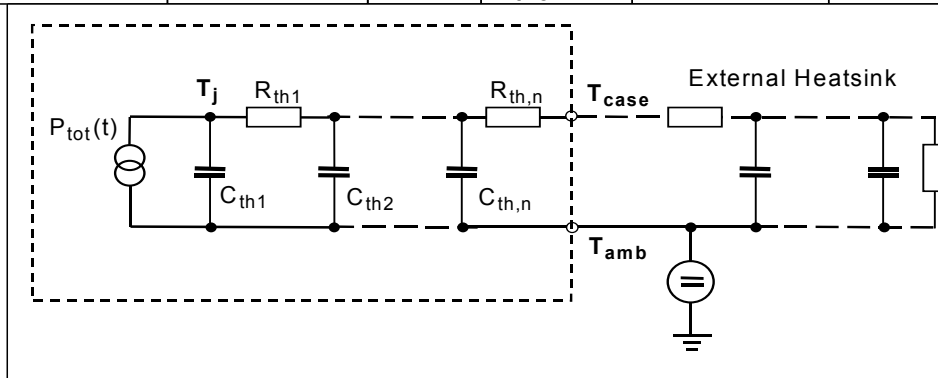 External Heatsink
T_j R_th1 R_th,n T_case
P_tot(t)
C_th1 C_th2 C_th,n
T_amb